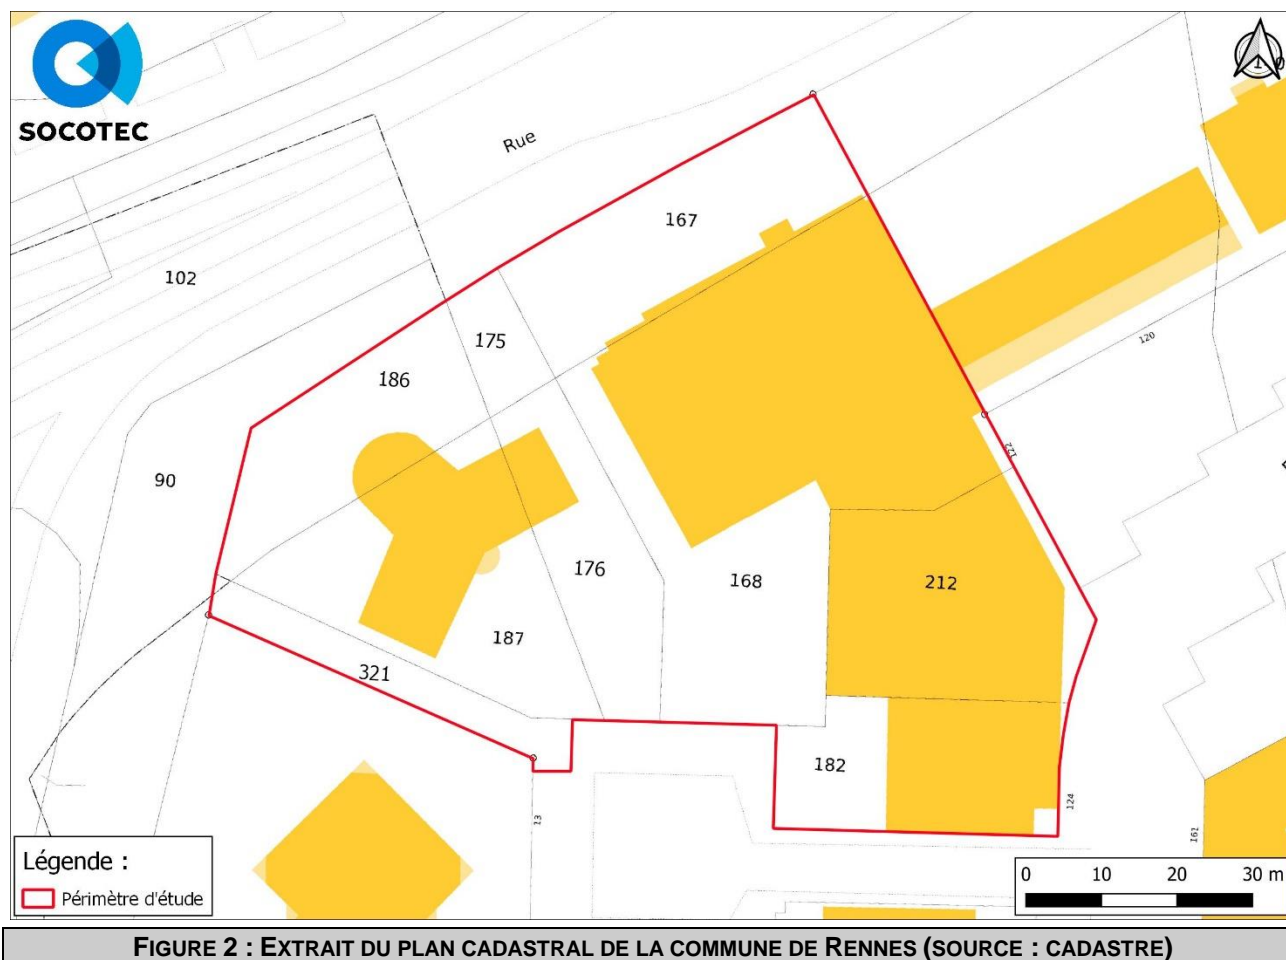 SOCOTEC
Rue
167
102
175
186
120
122
90
176
168
212
187
321
182
124
13
161
Légende :
Périmètre d'étude
0 10 20 30 m
FIGURE 2 : EXTRAIT DU PLAN CADASTRAL DE LA COMMUNE DE RENNES (SOURCE : CADASTRE)